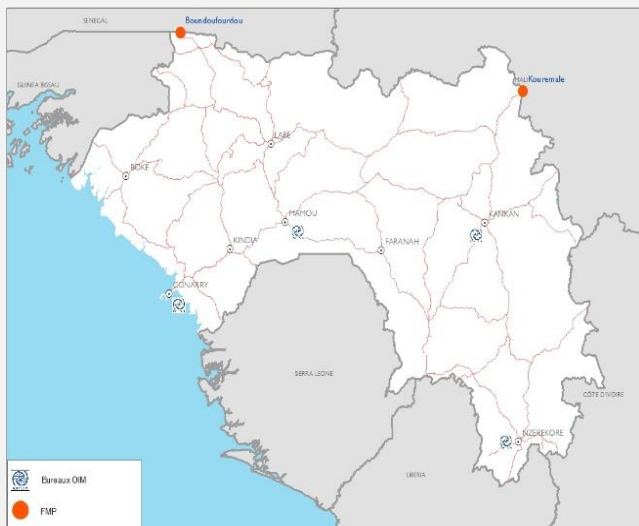 SENEGAL
Boundoufourdou
GUINEA BISSAU
MALI
Kouremale
LABE
BOKE
MAMOU
KANKAN
KINDIA
FARANAH
CONAKRY
SIERRA LEONE
CÔTE D'IVOIRE
NZEREKORE
LIBERIA
Bureaux OIM
FMP